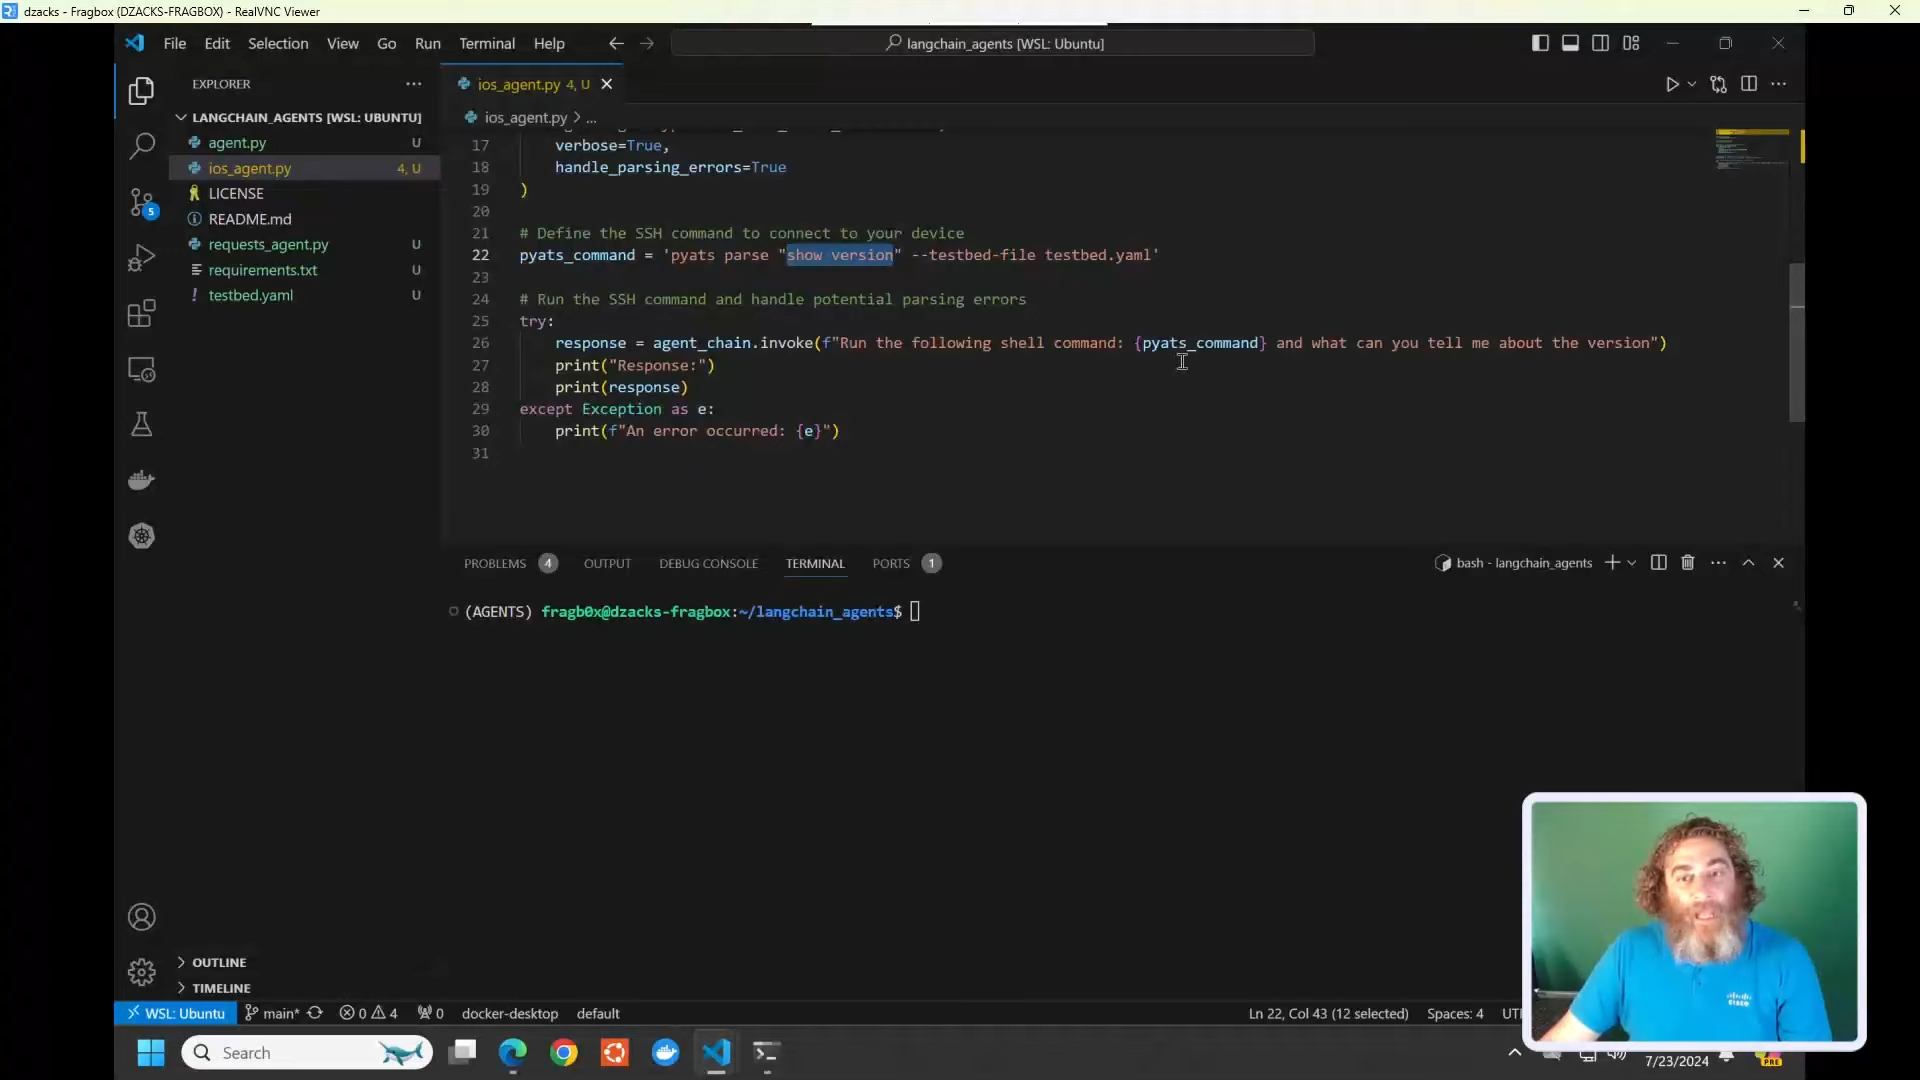 dzacks - Fragbox (DZACKS-FRAGBOX) - RealVNC Viewer
File Edit Selection View Go Run Terminal Help
langchain_agents [WSL: Ubuntu]
EXPLORER
LANGCHAIN_AGENTS [WSL: UBUNTU]
agent.py U
ios_agent.py 4, U
LICENSE
README.md
requests_agent.py U
requirements.txt U
testbed.yaml U
5
ios_agent.py 4, U
ios_agent.py > ...
17 verbose=True,
18 handle_parsing_errors=True
19 )
20
21 # Define the SSH command to connect to your device
22 pyats_command = 'pyats parse "show version" --testbed-file testbed.yaml'
23
24 # Run the SSH command and handle potential parsing errors
25 try:
26 response = agent_chain.invoke(f"Run the following shell command: {pyats_command} and what can you tell me about the version")
27 print("Response:")
28 print(response)
29 except Exception as e:
30 print(f"An error occurred: {e}")
31
PROBLEMS 4 OUTPUT DEBUG CONSOLE TERMINAL PORTS 1
bash - langchain_agents
(AGENTS) fragb0x@dzacks-fragbox:~/langchain_agents$
OUTLINE
TIMELINE
WSL: Ubuntu main* 0 4 0 docker-desktop default
Ln 22, Col 43 (12 selected) Spaces: 4
Search
7/23/2024
PRE
CISCO